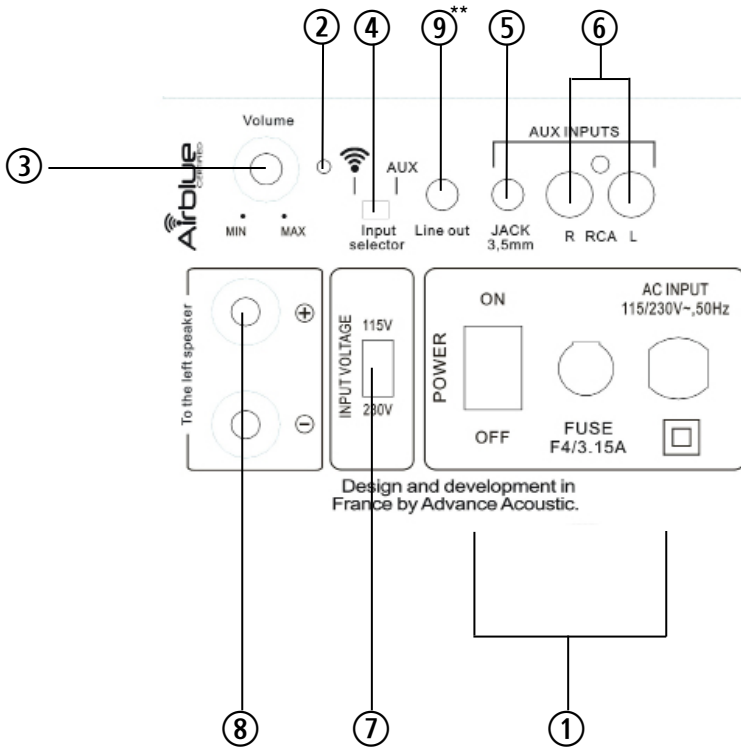 ② ④ ⑨** ⑤ ⑥
③
Airblue
CERTIFIED
Volume
MIN MAX
AUX
Input
selector
Line out
AUX INPUTS
JACK
3,5mm
R RCA L
To the left speaker
+
−
INPUT VOLTAGE
115V
230V
POWER
ON
OFF
FUSE
F4/3.15A
AC INPUT
115/230V~,50Hz
Design and development in
France by Advance Acoustic.
⑧ ⑦ ①